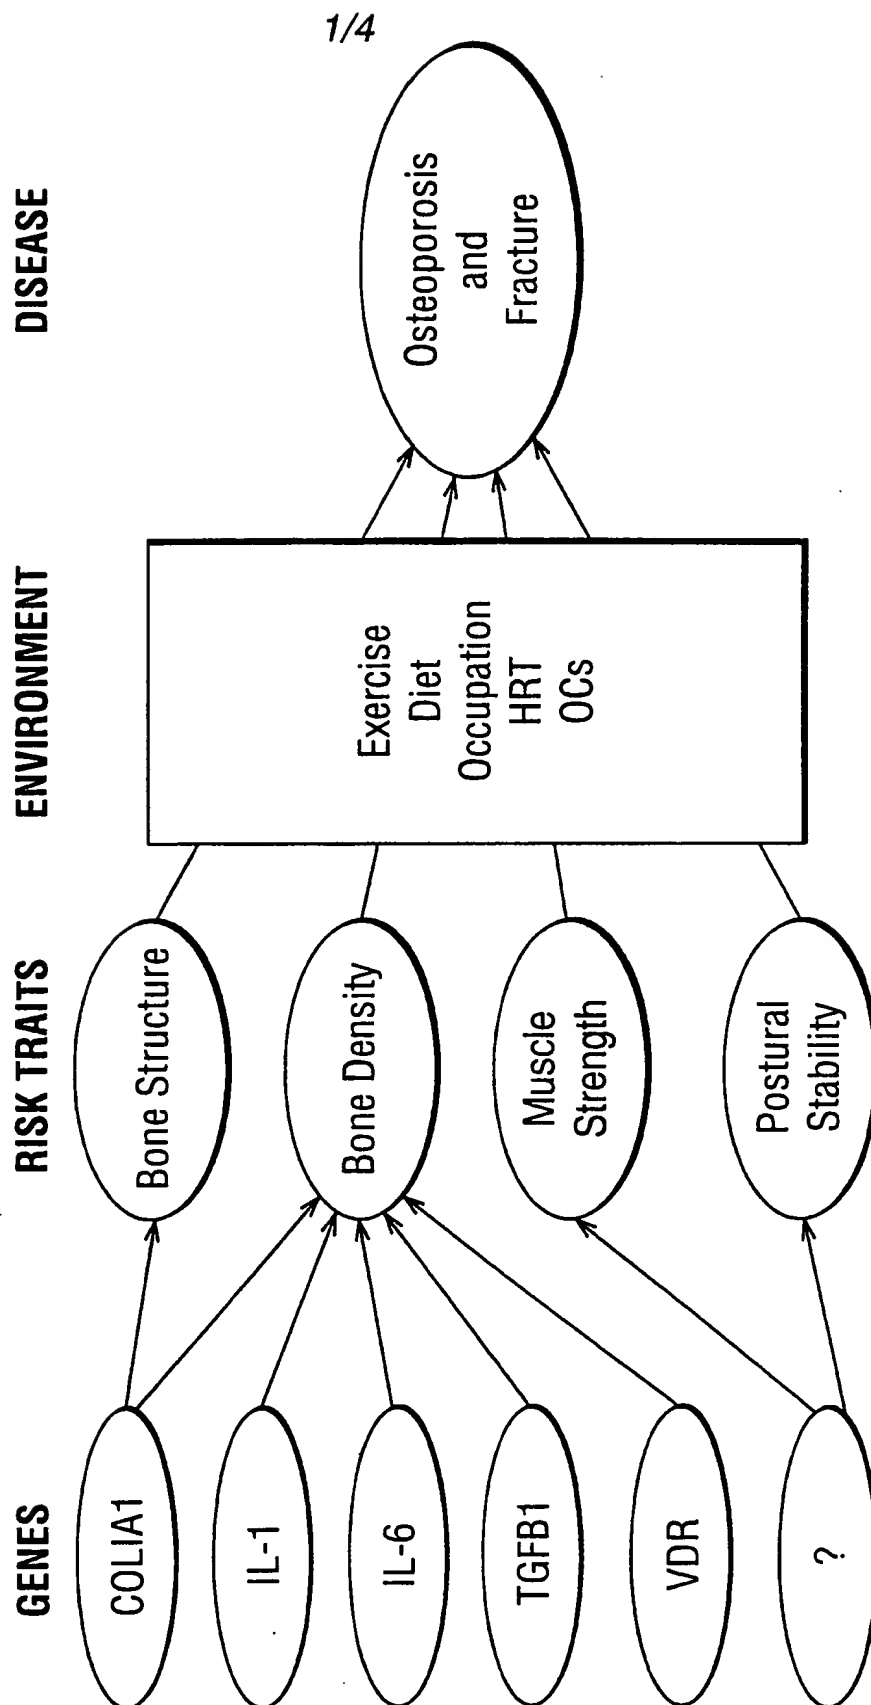 1/4
GENES
RISK TRAITS
ENVIRONMENT
DISEASE
COLIA1
IL-1
IL-6
TGFB1
VDR
?
Bone Structure
Bone Density
Muscle
Strength
Postural
Stability
Exercise
Diet
Occupation
HRT
OCs
Osteoporosis
and
Fracture